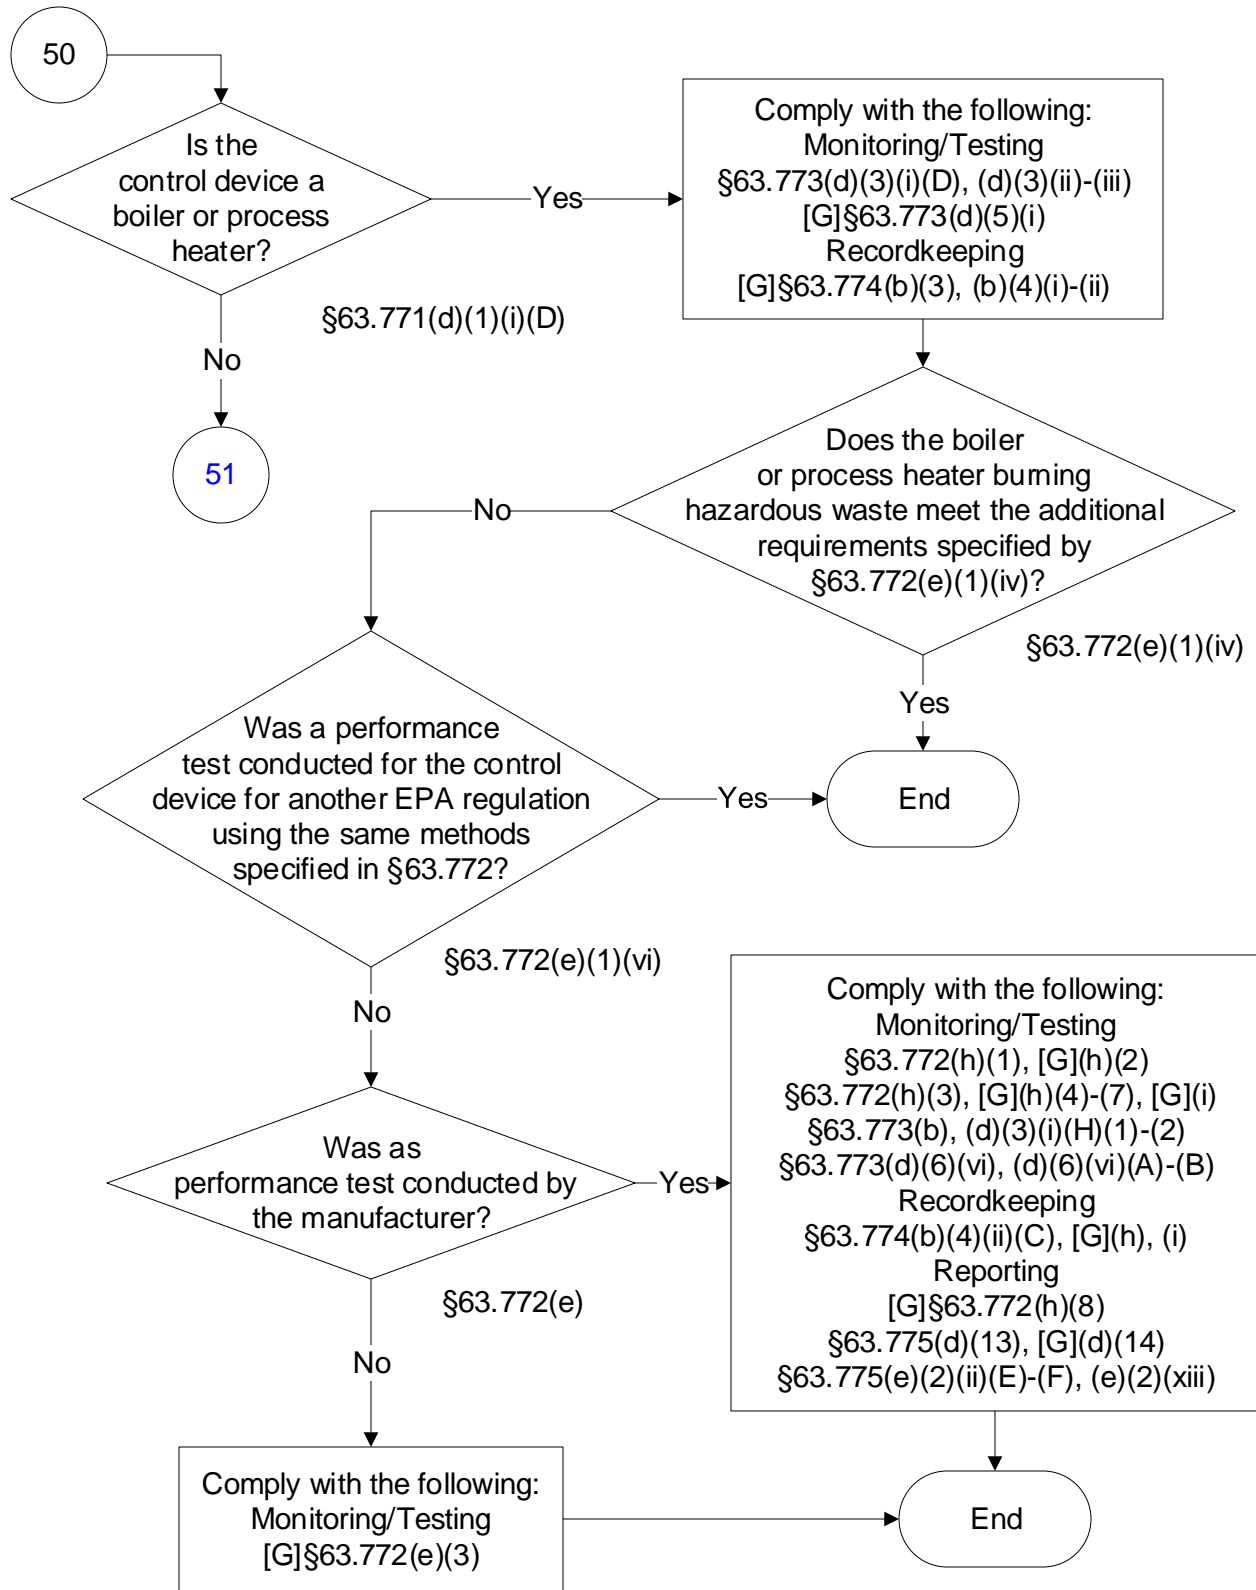 50
Is the
control device a
boiler or process
heater?
§63.771(d)(1)(i)(D)
Yes
No
51
Comply with the following:
Monitoring/Testing
§63.773(d)(3)(i)(D), (d)(3)(ii)-(iii)
[G]§63.773(d)(5)(i)
Recordkeeping
[G]§63.774(b)(3), (b)(4)(i)-(ii)
Does the boiler
or process heater burning
hazardous waste meet the additional
requirements specified by
§63.772(e)(1)(iv)?
§63.772(e)(1)(iv)
No
Yes
Was a performance
test conducted for the control
device for another EPA regulation
using the same methods
specified in §63.772?
§63.772(e)(1)(vi)
Yes
End
No
Was as
performance test conducted by
the manufacturer?
§63.772(e)
Yes
No
Comply with the following:
Monitoring/Testing
§63.772(h)(1), [G](h)(2)
§63.772(h)(3), [G](h)(4)-(7), [G](i)
§63.773(b), (d)(3)(i)(H)(1)-(2)
§63.773(d)(6)(vi), (d)(6)(vi)(A)-(B)
Recordkeeping
§63.774(b)(4)(ii)(C), [G](h), (i)
Reporting
[G]§63.772(h)(8)
§63.775(d)(13), [G](d)(14)
§63.775(e)(2)(ii)(E)-(F), (e)(2)(xiii)
Comply with the following:
Monitoring/Testing
[G]§63.772(e)(3)
End